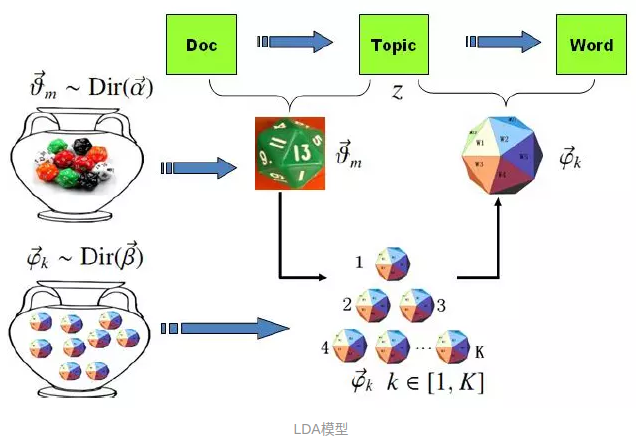 Doc
Topic
Word
z
$\vec{\vartheta}_m \sim \mathrm{Dir}(\vec{\alpha})$
11
13
9.
1
5
$\vec{\vartheta}_m$
W1
W2
W3
W4
W5
$\vec{\varphi}_k$
$\vec{\varphi}_k \sim \mathrm{Dir}(\vec{\beta})$
1
2
3
4
··· K
$\vec{\varphi}_k \ k \in [1, K]$
LDA模型